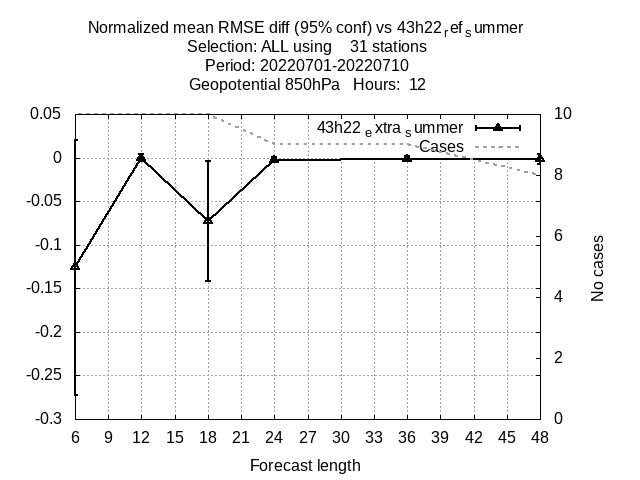 Normalized mean RMSE diff (95% conf) vs 43h22refsummer
Selection: ALL using 31 stations
Period: 20220701-20220710
Geopotential 850hPa Hours: 12
43h22extrasummer
Cases
0.05
0
-0.05
-0.1
-0.15
-0.2
-0.25
-0.3
10
8
6
4
2
0
No cases
6 9 12 15 18 21 24 27 30 33 36 39 42 45 48
Forecast length